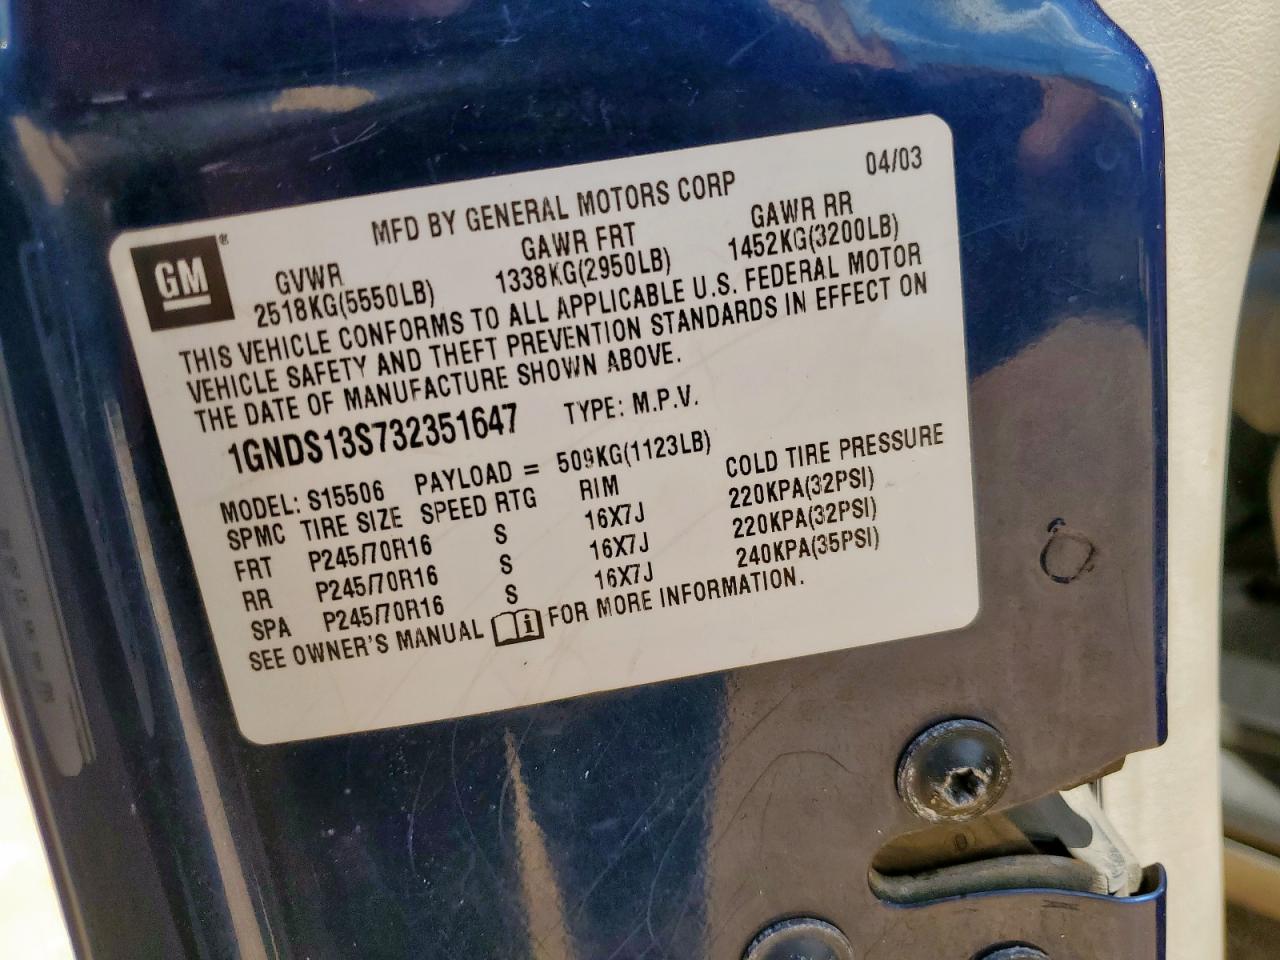 04/03
MFD BY GENERAL MOTORS CORP
GM®
GVWR GAWR FRT GAWR RR
2518KG(5550LB) 1338KG(2950LB) 1452KG(3200LB)
THIS VEHICLE CONFORMS TO ALL APPLICABLE U.S. FEDERAL MOTOR
VEHICLE SAFETY AND THEFT PREVENTION STANDARDS IN EFFECT ON
THE DATE OF MANUFACTURE SHOWN ABOVE.
1GNDS13S732351647 TYPE: M.P.V.
MODEL: S15506 PAYLOAD = 509KG(1123LB)
SPMC TIRE SIZE SPEED RTG RIM COLD TIRE PRESSURE
FRT P245/70R16 S 16X7J 220KPA(32PSI)
RR P245/70R16 S 16X7J 220KPA(32PSI)
SPA P245/70R16 S 16X7J 240KPA(35PSI)
SEE OWNER'S MANUAL i FOR MORE INFORMATION.